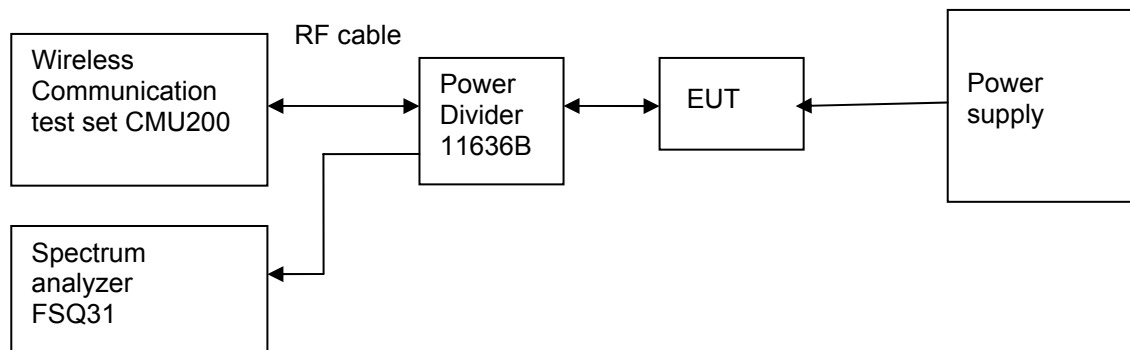 RF cable
Wireless
Communication
test set CMU200
Power
Divider
11636B
EUT
Power
supply
Spectrum
analyzer
FSQ31